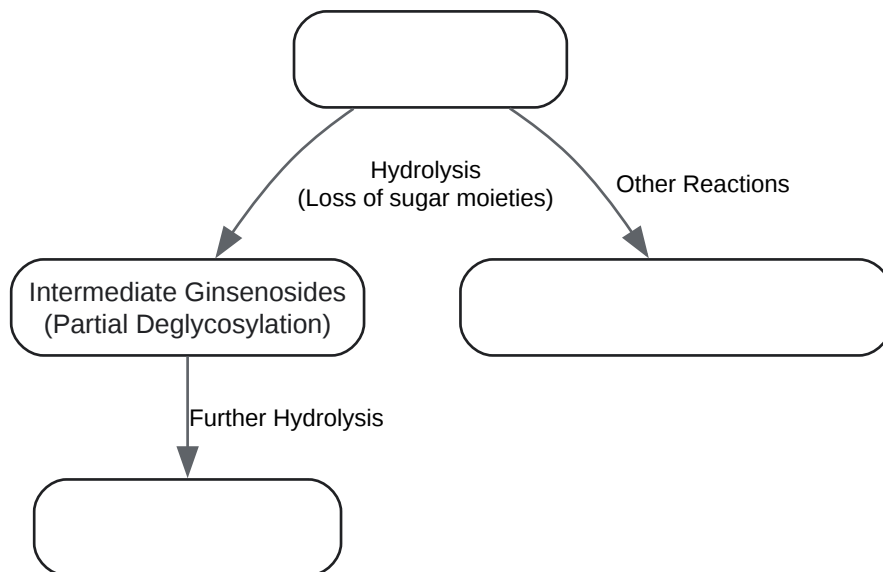 Hydrolysis
(Loss of sugar moieties)
Other Reactions
Intermediate Ginsenosides
(Partial Deglycosylation)
Further Hydrolysis